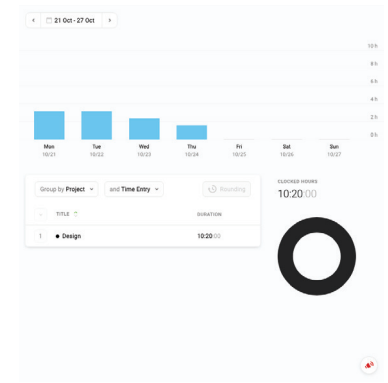 21 Oct - 27 Oct
10 h
8 h
6 h
4 h
2 h
0 h
Mon Tue Wed Thu Fri Sat Sun
10/21 10/22 10/23 10/24 10/25 10/26 10/27
Group by Project and Time Entry Rounding
TITLE DURATION
1 Design 10:20:00
CLOCKED HOURS
10:20:00